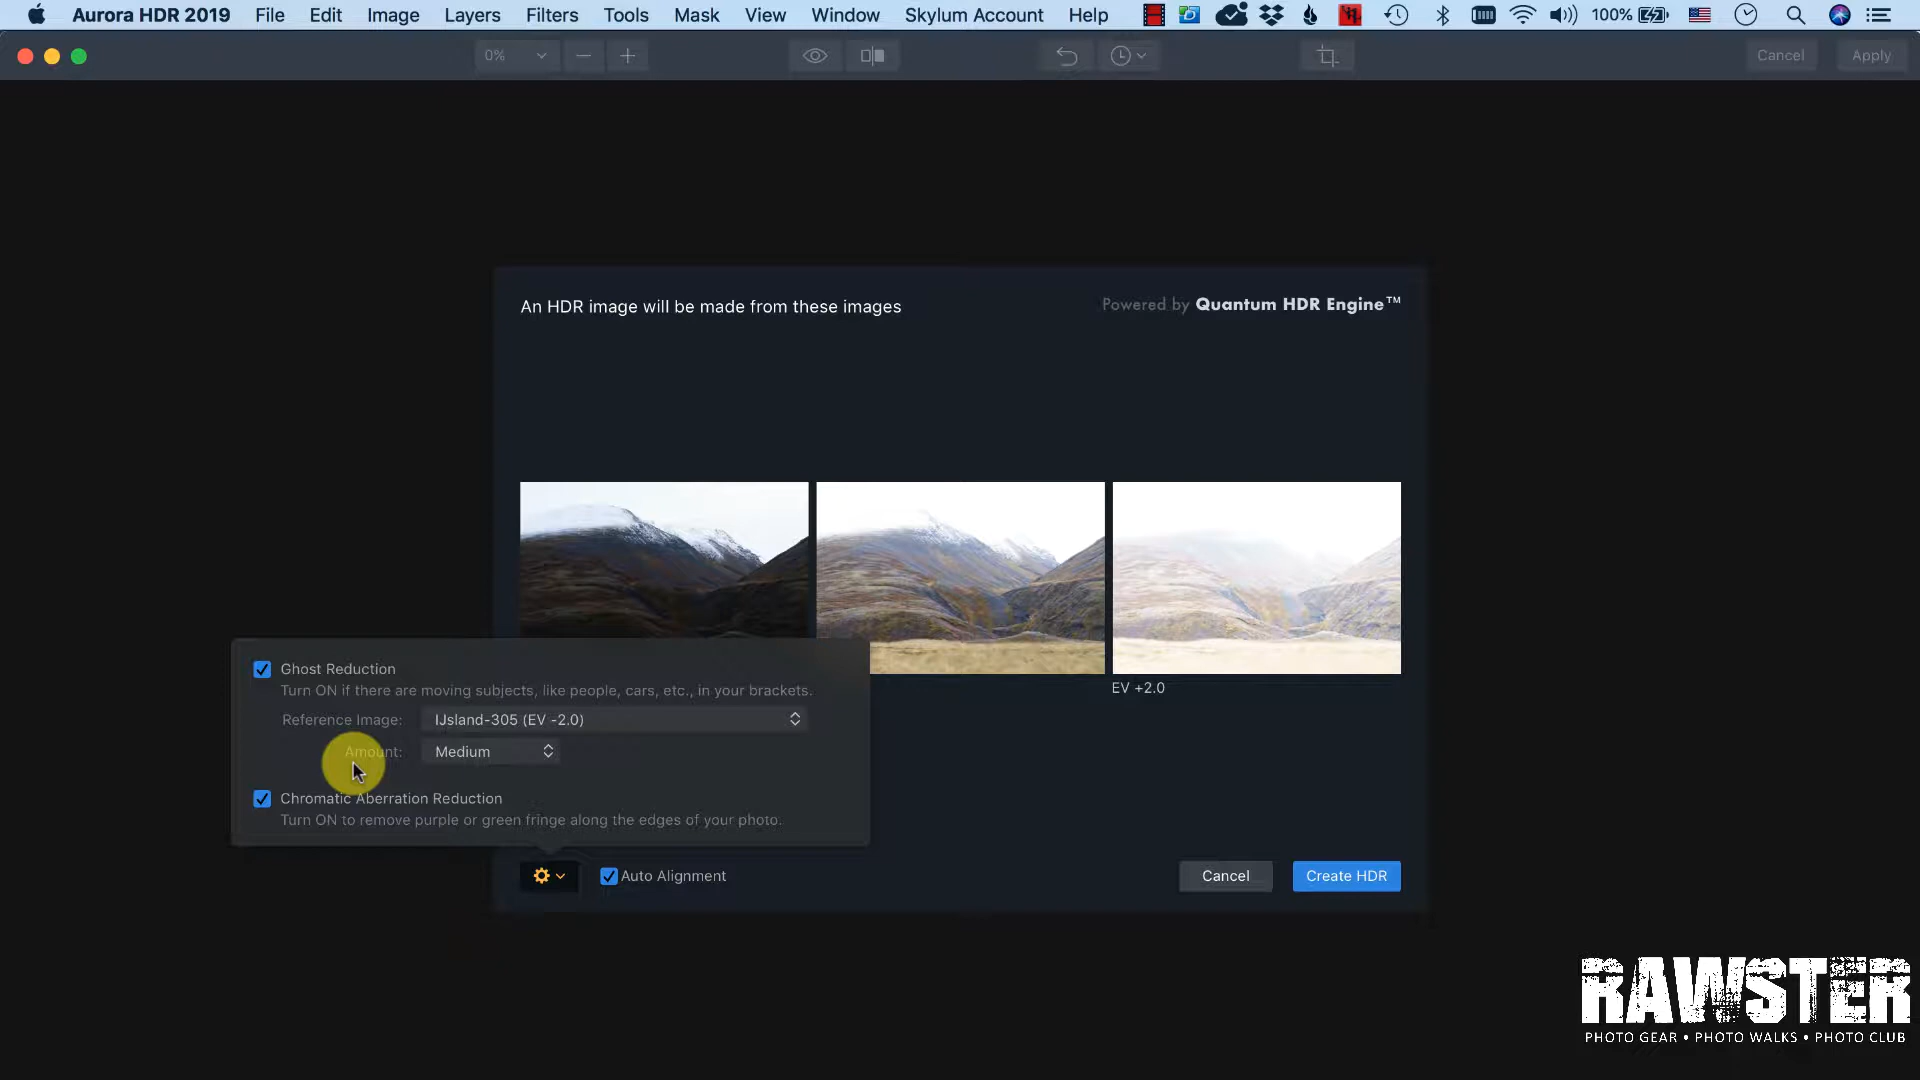 Aurora HDR 2019 File Edit Image Layers Filters Tools Mask View Window Skylum Account Help 100%
0% Cancel Apply
An HDR image will be made from these images
Powered by Quantum HDR Engine™
EV +2.0
Ghost Reduction
Turn ON if there are moving subjects, like people, cars, etc., in your brackets.
Reference Image: IJsland-305 (EV -2.0)
Amount: Medium
Chromatic Aberration Reduction
Turn ON to remove purple or green fringe along the edges of your photo.
Auto Alignment Cancel Create HDR
RAWSTER
PHOTO GEAR • PHOTO WALKS • PHOTO CLUB